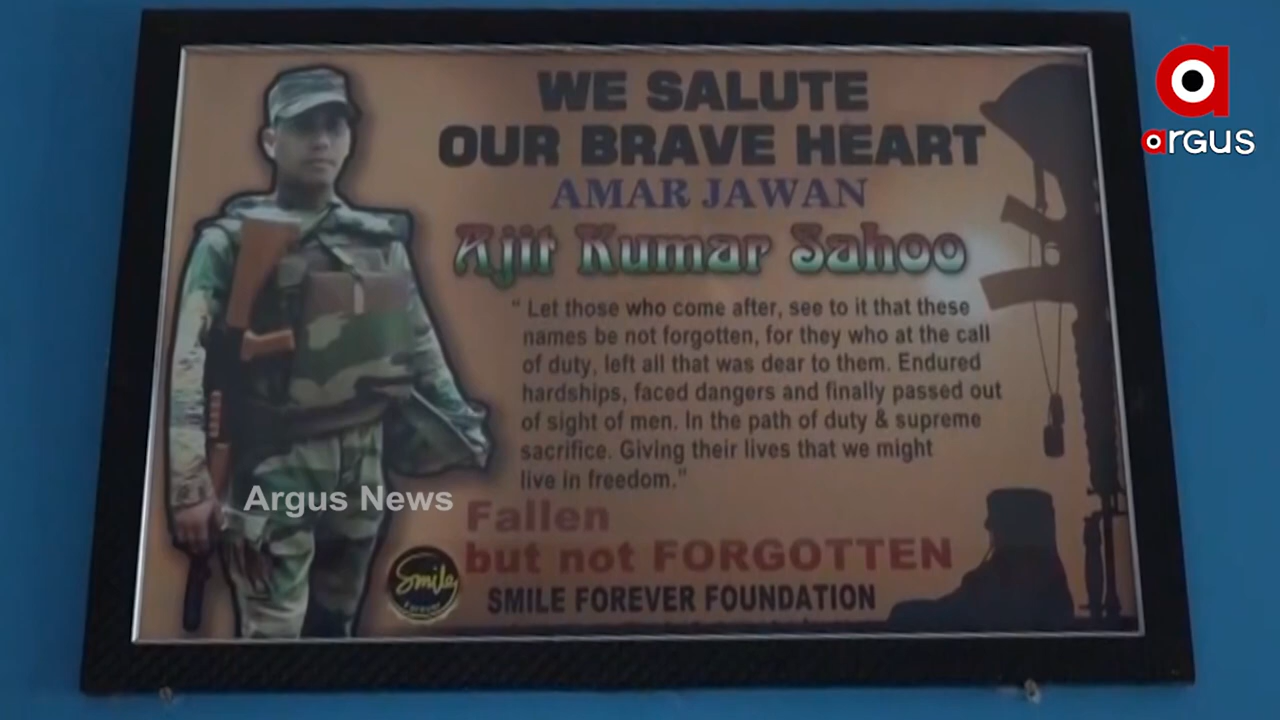 WE SALUTE
OUR BRAVE HEART
AMAR JAWAN
Ajit Kumar Sahoo
" Let those who come after, see to it that these
names be not forgotten, for they who at the call
of duty, left all that was dear to them. Endured
hardships, faced dangers and finally passed out
of sight of men. In the path of duty & supreme
sacrifice. Giving their lives that we might
live in freedom."
Fallen
but not FORGOTTEN
SMILE FOREVER FOUNDATION
Smile
Forever
Argus News
a
argus